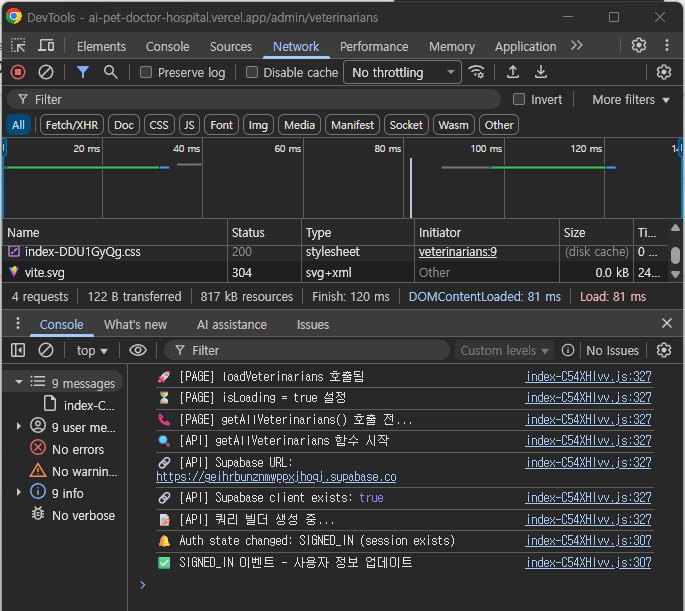 DevTools - ai-pet-doctor-hospital.vercel.app/admin/veterinarians
Elements Console Sources Network Performance Memory Application
Preserve log Disable cache No throttling
Filter Invert More filters
All Fetch/XHR Doc CSS JS Font Img Media Manifest Socket Wasm Other
20 ms 40 ms 60 ms 80 ms 100 ms 120 ms
Name Status Type Initiator Size Ti...
index-DDU1GyQg.css 200 stylesheet veterinarians:9 (disk cache) 0 ...
vite.svg 304 svg+xml Other 0.0 kB 24...
4 requests 122 B transferred 817 kB resources Finish: 120 ms DOMContentLoaded: 81 ms Load: 81 ms
Console What's new AI assistance Issues
top Filter Custom levels No Issues
9 messages
index-C...
9 user me...
No errors
No warnin...
9 info
No verbose
🚀 [PAGE] loadVeterinarians 호출됨 index-C54XHIvv.js:327
⏳ [PAGE] isLoading = true 설정 index-C54XHIvv.js:327
📞 [PAGE] getAllVeterinarians() 호출 전... index-C54XHIvv.js:327
🔍 [API] getAllVeterinarians 함수 시작 index-C54XHIvv.js:327
🔗 [API] Supabase URL: index-C54XHIvv.js:327
https://geihrbunznmwppxjhoqj.supabase.co
🔗 [API] Supabase client exists: true index-C54XHIvv.js:327
📝 [API] 쿼리 빌더 생성 중... index-C54XHIvv.js:327
🔔 Auth state changed: SIGNED_IN (session exists) index-C54XHIvv.js:307
✅ SIGNED_IN 이벤트 - 사용자 정보 업데이트 index-C54XHIvv.js:307